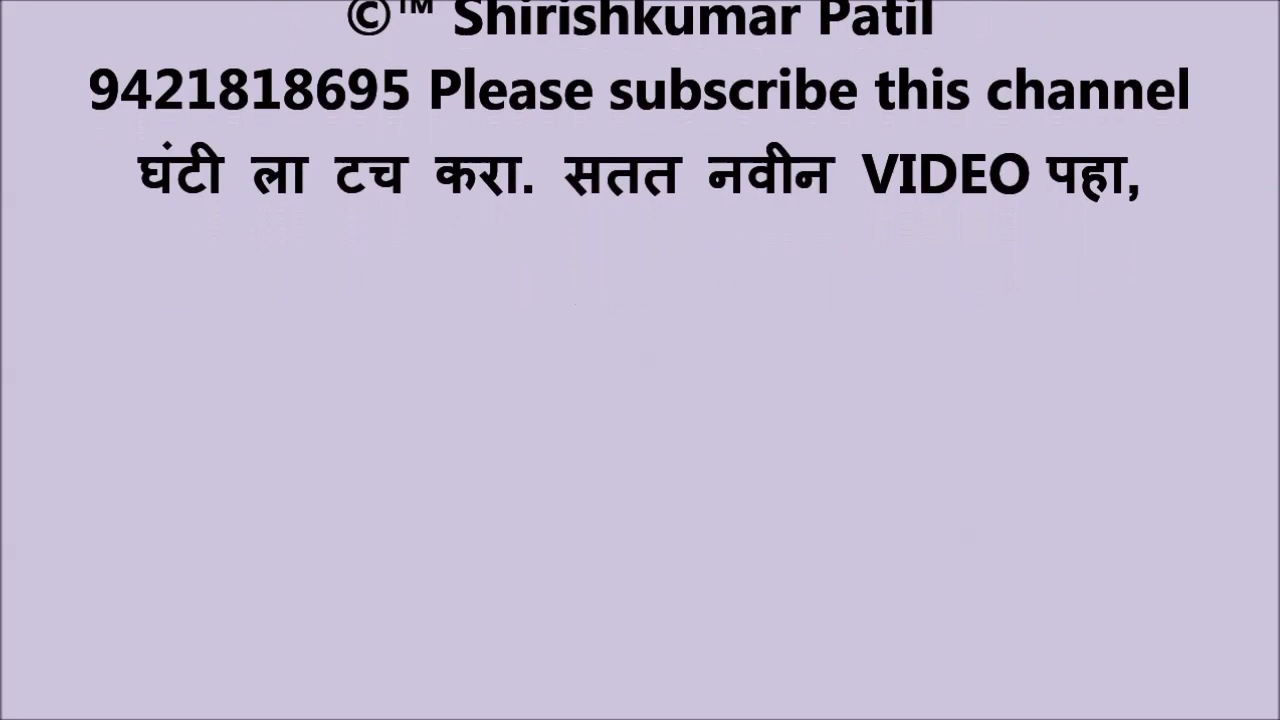 ©™ Shirishkumar Patil
9421818695 Please subscribe this channel
घंटी ला टच करा. सतत नवीन VIDEO पहा,